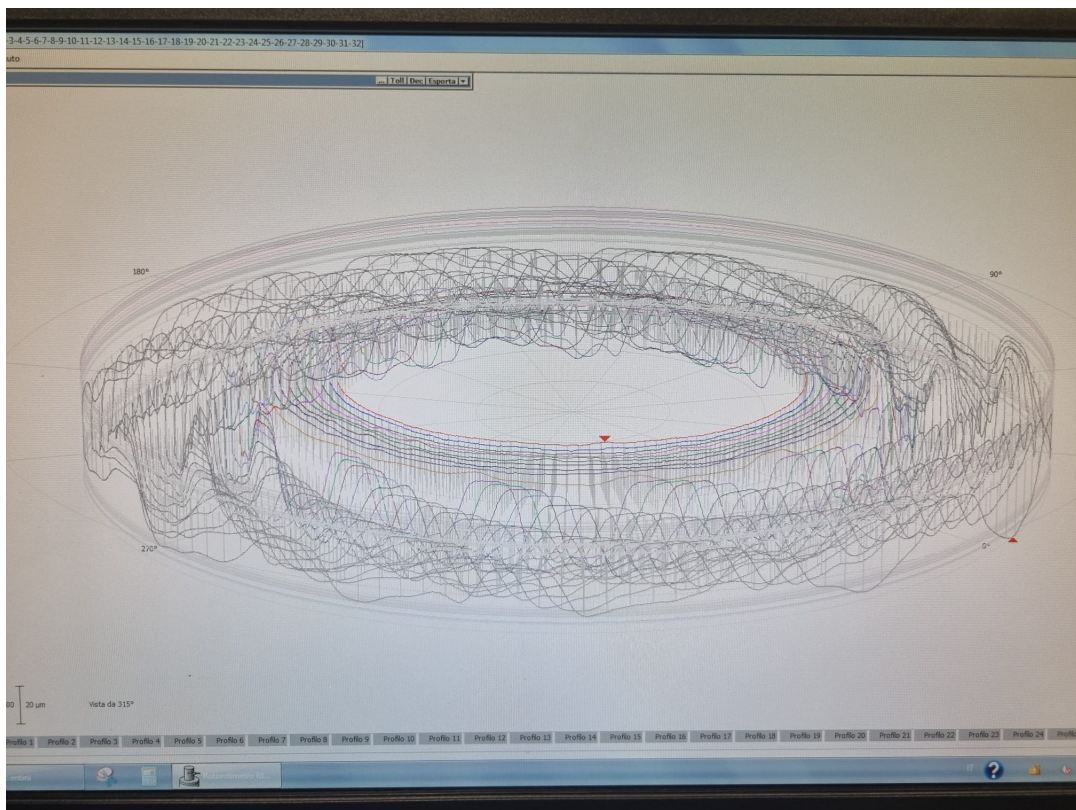 -3-4-5-6-7-8-9-10-11-12-13-14-15-16-17-18-19-20-21-22-23-24-25-26-27-28-29-30-31-32]
uto
... Toll Dec Esporta
180°
90°
270°
0°
20 µm
Vista da 315°
Profilo 1 Profilo 2 Profilo 3 Profilo 4 Profilo 5 Profilo 6 Profilo 7 Profilo 8 Profilo 9 Profilo 10 Profilo 11 Profilo 12 Profilo 13 Profilo 14 Profilo 15 Profilo 16 Profilo 17 Profilo 18 Profilo 19 Profilo 20 Profilo 21 Profilo 22 Profilo 23 Profilo 24 Profilo
IT ?